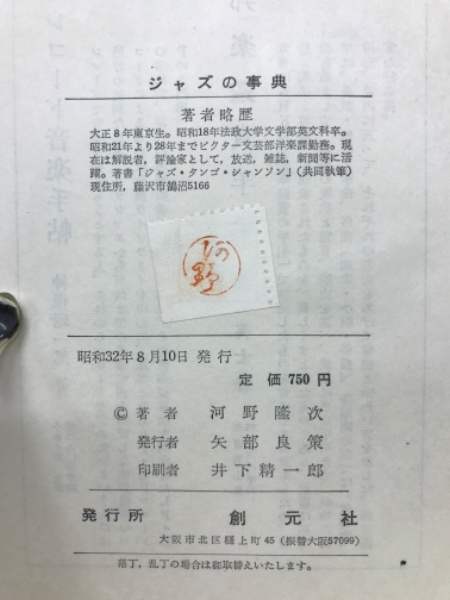 ジャズの事典
著者略歴
大正8年東京生。昭和18年法政大学文学部英文科卒。
昭和21年より28年までビクター文芸部洋楽課勤務。現
在は解説者，評論家として，放送，雑誌，新聞等に活
躍。著書「ジャズ・タンゴ・シャンソン」（共同執筆）
現住所，藤沢市鵠沼5166
河野
昭和32年8月10日 発行
定価 750円
© 著者 河野隆次
発行者 矢部良策
印刷者 井下精一郎
発行所 創元社
大阪市北区樋上町45（振替大阪57099）
落丁，乱丁の場合は御取替えいたします。